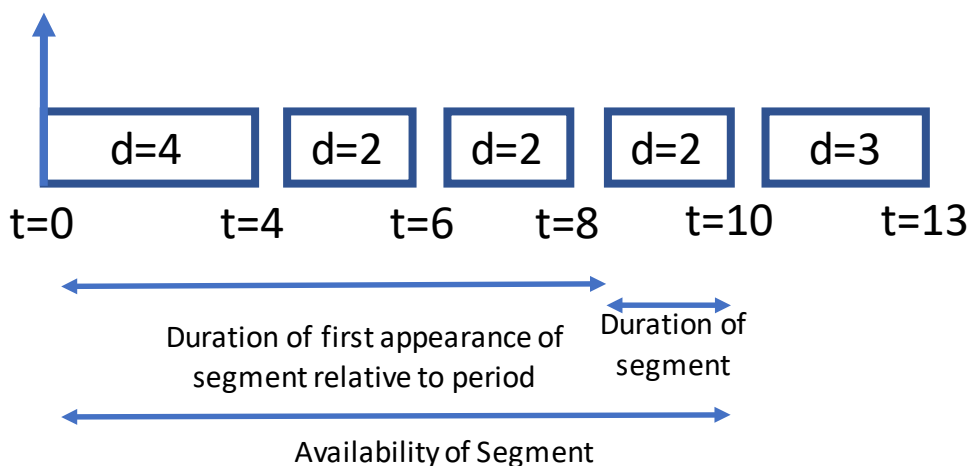 d=4 d=2 d=2 d=2 d=3
t=0 t=4 t=6 t=8 t=10 t=13
Duration of first appearance of
segment relative to period
Duration of
segment
Availability of Segment